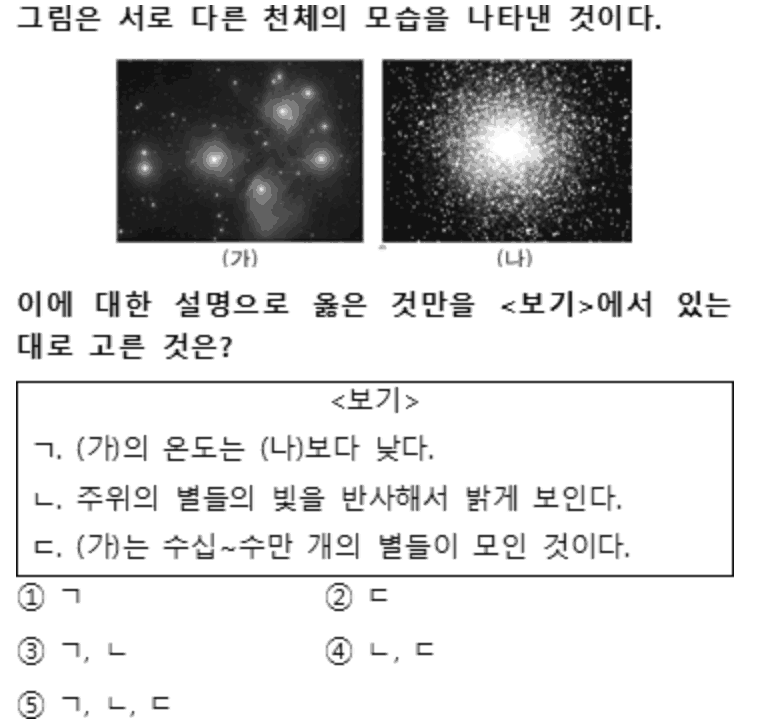 그림은 서로 다른 천체의 모습을 나타낸 것이다.
(가) (나)
이에 대한 설명으로 옳은 것만을 <보기>에서 있는
대로 고른 것은?
<보기>
ㄱ. (가)의 온도는 (나)보다 낮다.
ㄴ. 주위의 별들의 빛을 반사해서 밝게 보인다.
ㄷ. (가)는 수십~수만 개의 별들이 모인 것이다.
① ㄱ ② ㄷ
③ ㄱ, ㄴ ④ ㄴ, ㄷ
⑤ ㄱ, ㄴ, ㄷ